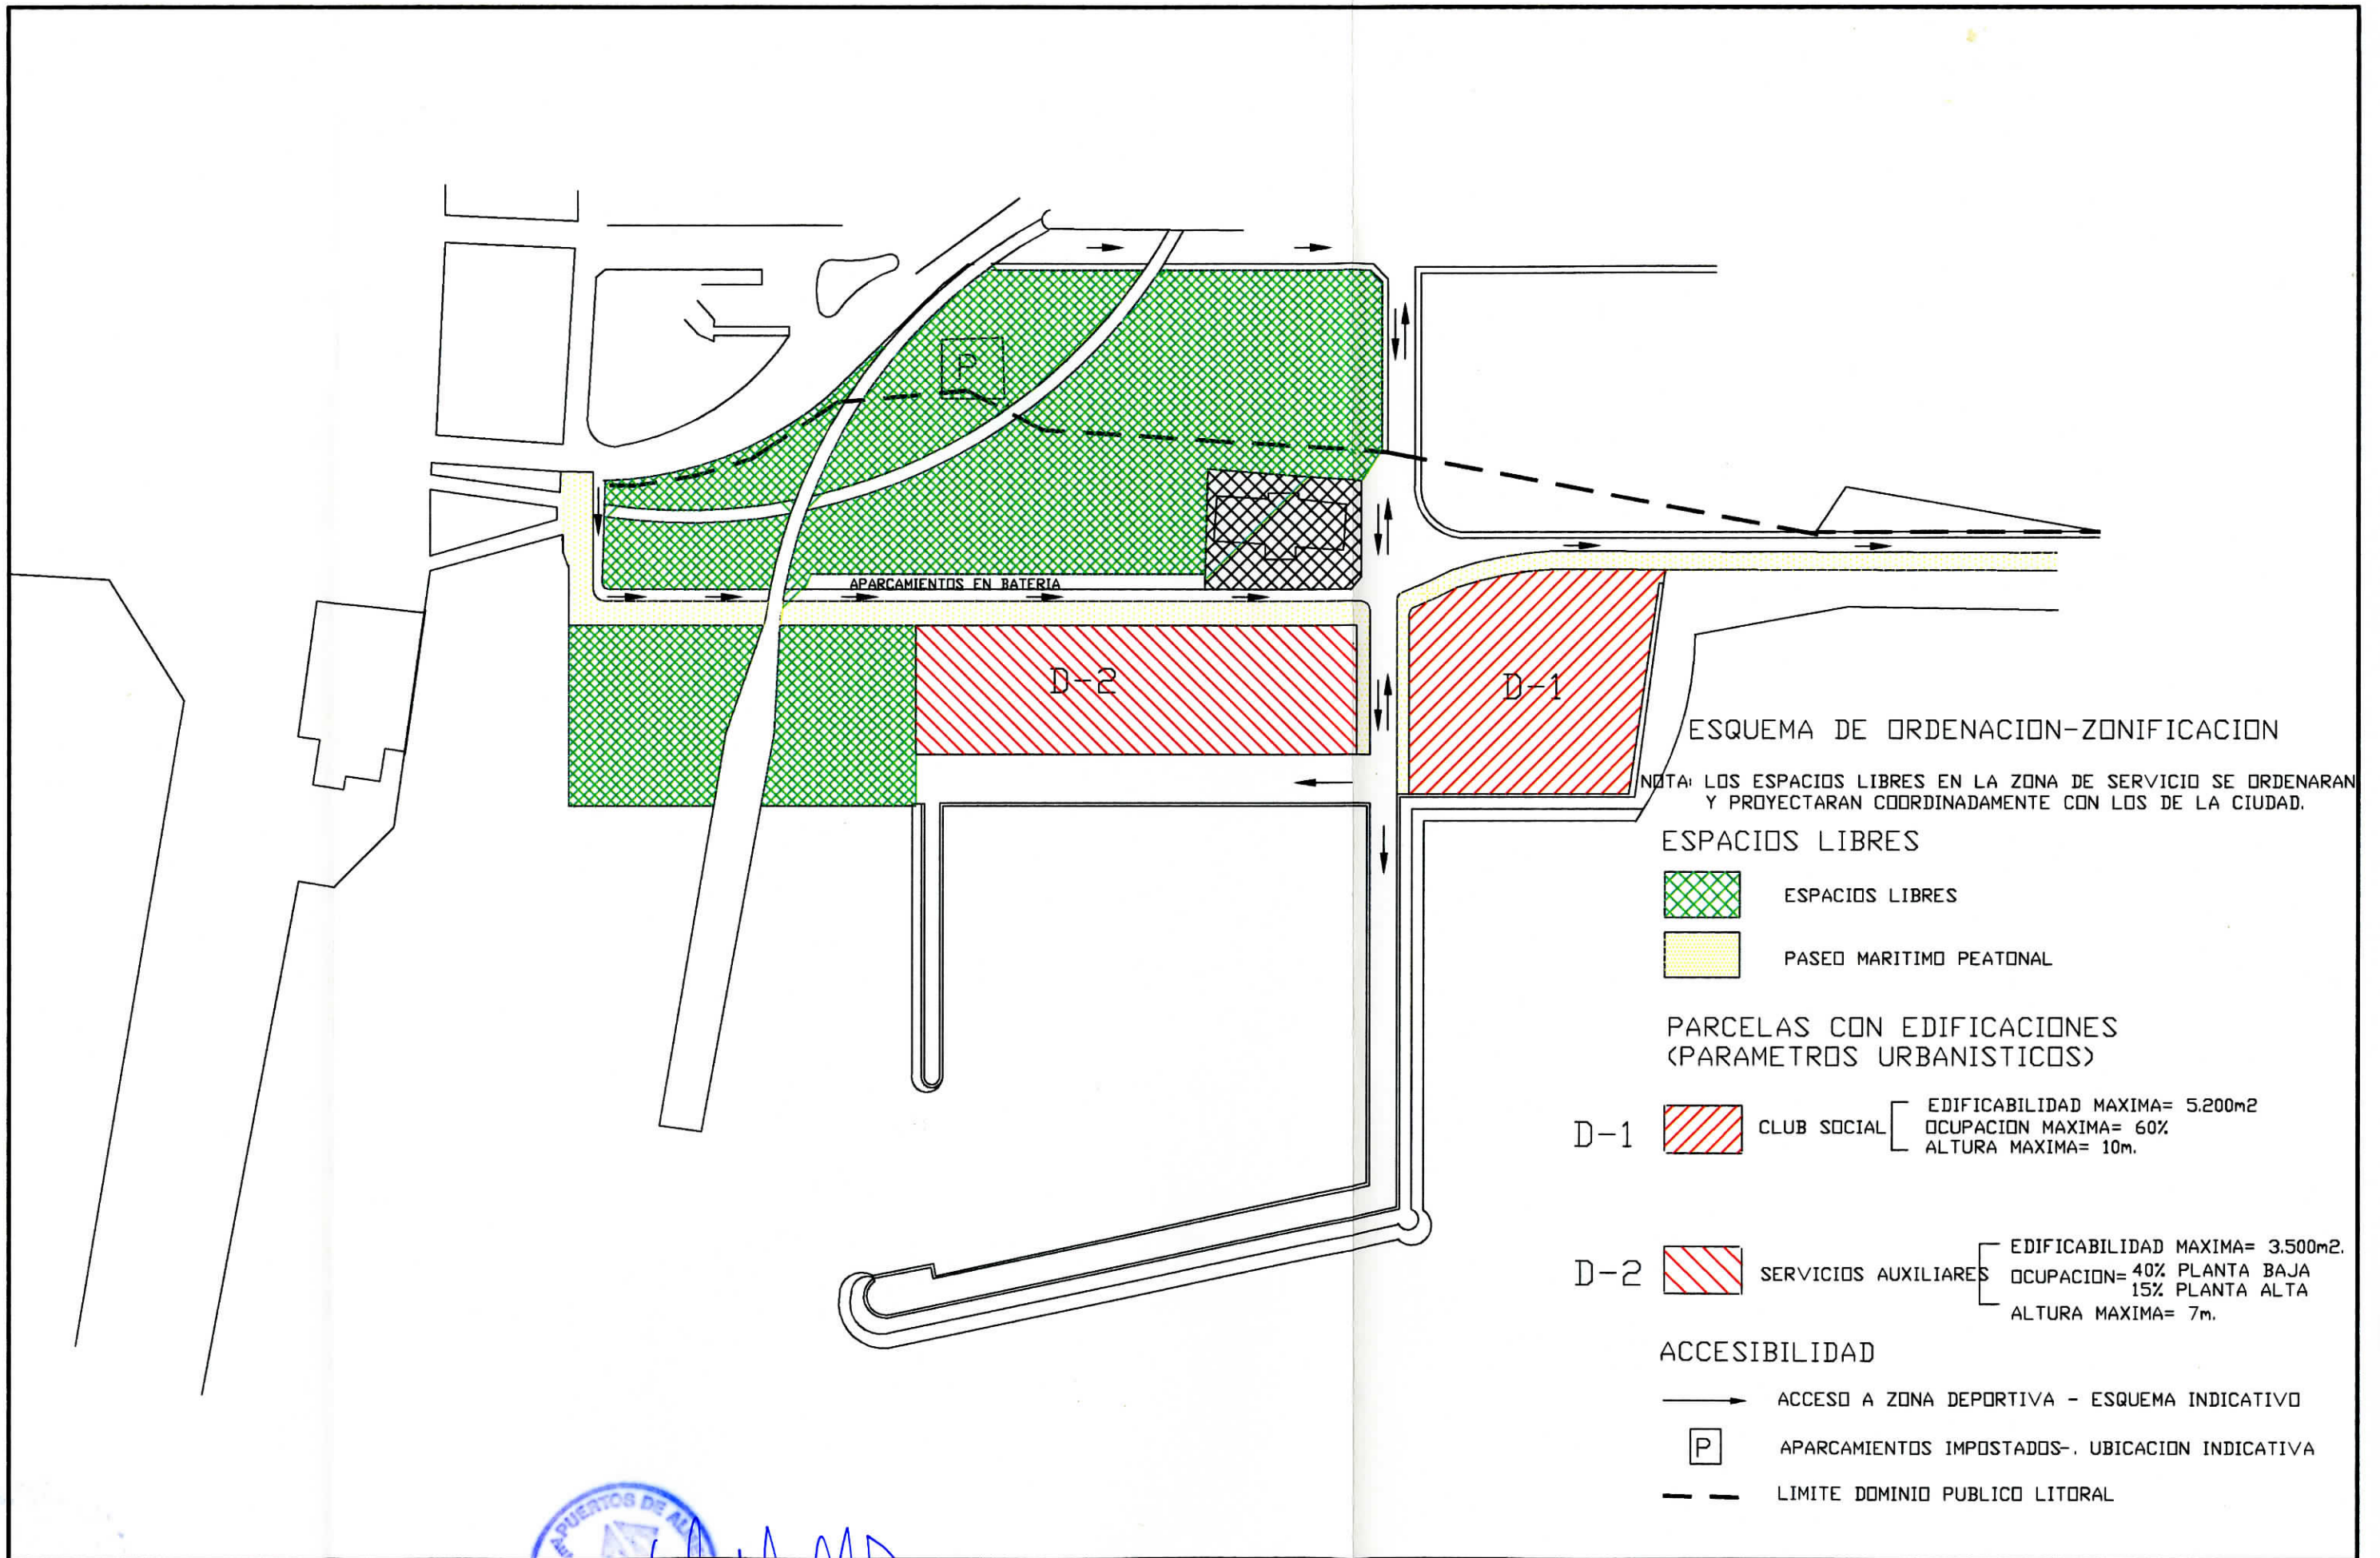 P
APARCAMIENTOS EN BATERIA
D-2
D-1
ESQUEMA DE ORDENACION-ZONIFICACION
NOTA: LOS ESPACIOS LIBRES EN LA ZONA DE SERVICIO SE ORDENARAN
Y PROYECTARAN COORDINADAMENTE CON LOS DE LA CIUDAD.
ESPACIOS LIBRES
ESPACIOS LIBRES
PASEO MARITIMO PEATONAL
PARCELAS CON EDIFICACIONES
(PARAMETROS URBANISTICOS)
D-1 CLUB SOCIAL
EDIFICABILIDAD MAXIMA= 5.200m2
OCUPACION MAXIMA= 60%
ALTURA MAXIMA= 10m.
D-2 SERVICIOS AUXILIARES
EDIFICABILIDAD MAXIMA= 3.500m2.
OCUPACION= 40% PLANTA BAJA
15% PLANTA ALTA
ALTURA MAXIMA= 7m.
ACCESIBILIDAD
ACCESO A ZONA DEPORTIVA - ESQUEMA INDICATIVO
P APARCAMIENTOS IMPOSTADOS-. UBICACION INDICATIVA
LIMITE DOMINIO PUBLICO LITORAL
PUERTOS DE